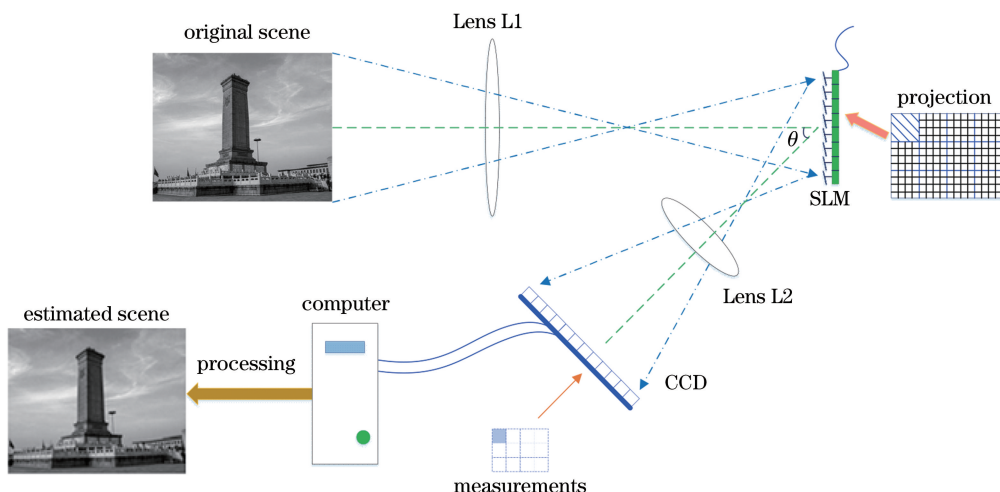 original scene
Lens L1
projection
θ
SLM
Lens L2
estimated scene
computer
processing
CCD
measurements